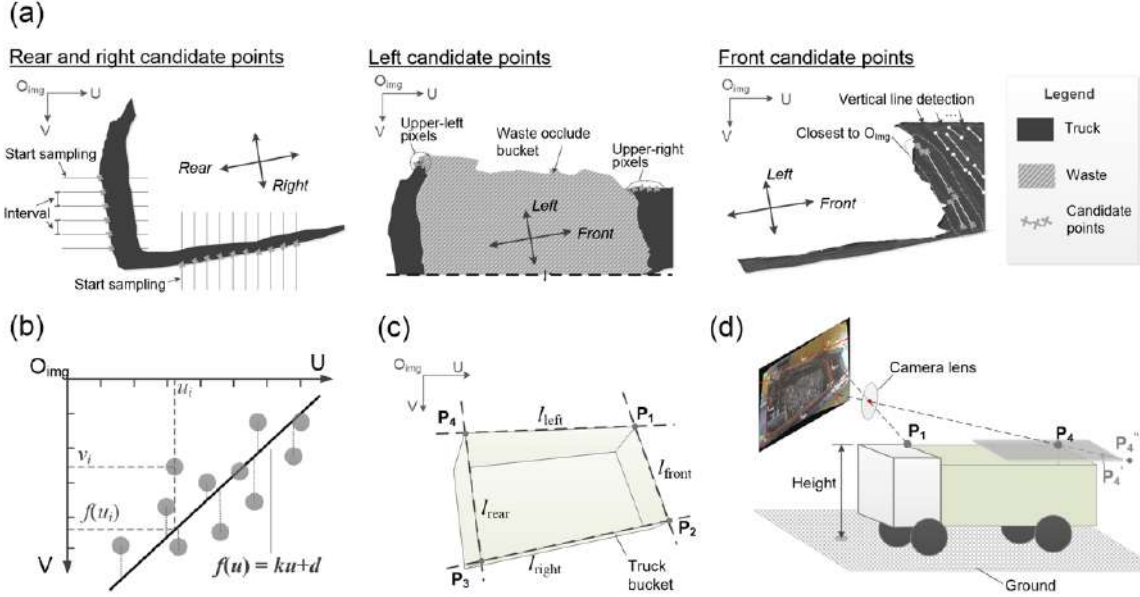 (a)
Rear and right candidate points
O_img
U
V
Start sampling
Rear
Right
Interval
Start sampling
Left candidate points
O_img
U
V
Upper-left
pixels
Waste occlude
bucket
Upper-right
pixels
Left
Front
Front candidate points
O_img
U
V
Vertical line detection
...
Closest to O_img
Left
Front
Legend
Truck
Waste
Candidate
points
(b)
O_img
U
u_i
v_i
f(u_i)
V
f(u) = ku+d
(c)
O_img
U
V
P_4
l_left
P_1
l_front
l_rear
P_2
P_3
l_right
Truck
bucket
(d)
Camera lens
P_1
P_4
P_4"
P_4'
Height
Ground